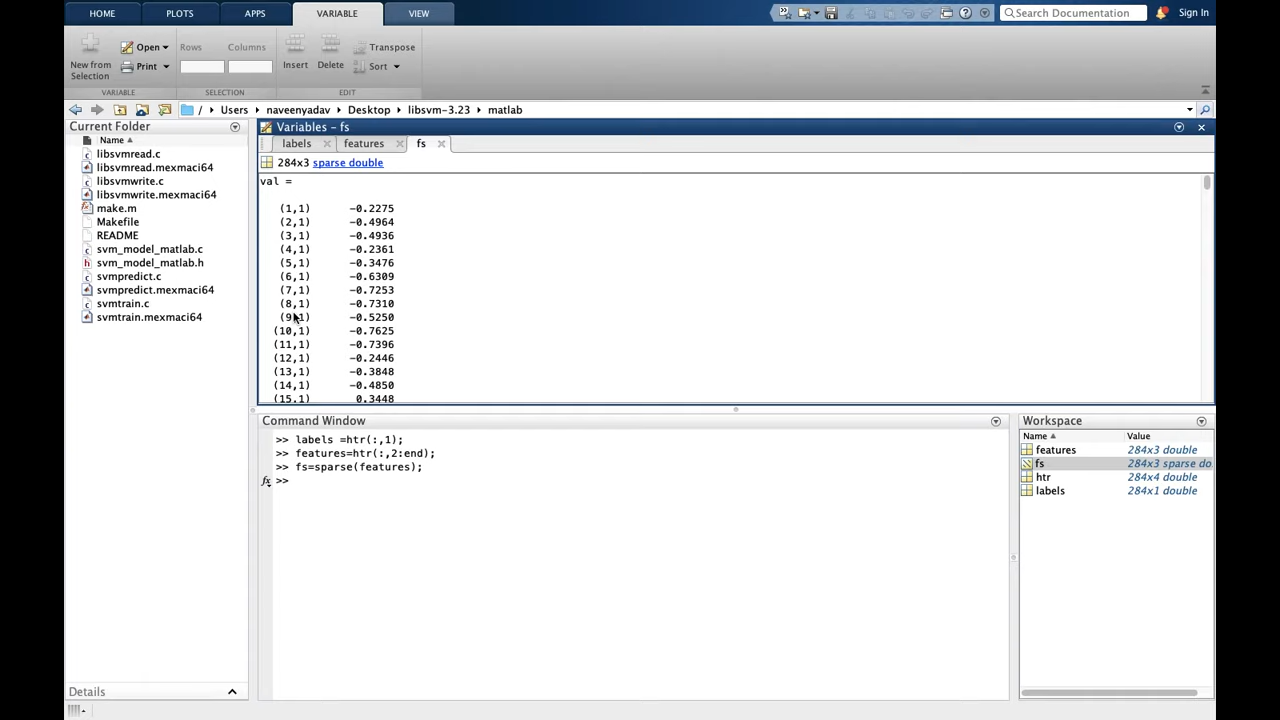 HOME PLOTS APPS VARIABLE VIEW Search Documentation Sign In
New from Selection
Open
Print
Rows Columns
Insert Delete
Transpose
Sort
VARIABLE SELECTION EDIT
/ Users naveenyadav Desktop libsvm-3.23 matlab
Current Folder
Name
libsvmread.c
libsvmread.mexmaci64
libsvmwrite.c
libsvmwrite.mexmaci64
make.m
Makefile
README
svm_model_matlab.c
svm_model_matlab.h
svmpredict.c
svmpredict.mexmaci64
svmtrain.c
svmtrain.mexmaci64
Details
Variables - fs
labels features fs
284x3 sparse double
val =
(1,1) -0.2275
(2,1) -0.4964
(3,1) -0.4936
(4,1) -0.2361
(5,1) -0.3476
(6,1) -0.6309
(7,1) -0.7253
(8,1) -0.7310
(9,1) -0.5250
(10,1) -0.7625
(11,1) -0.7396
(12,1) -0.2446
(13,1) -0.3848
(14,1) -0.4850
(15,1) 0.3448
Command Window
>> labels =htr(:,1);
>> features=htr(:,2:end);
>> fs=sparse(features);
fx >>
Workspace
Name Value
features 284x3 double
fs 284x3 sparse do
htr 284x4 double
labels 284x1 double